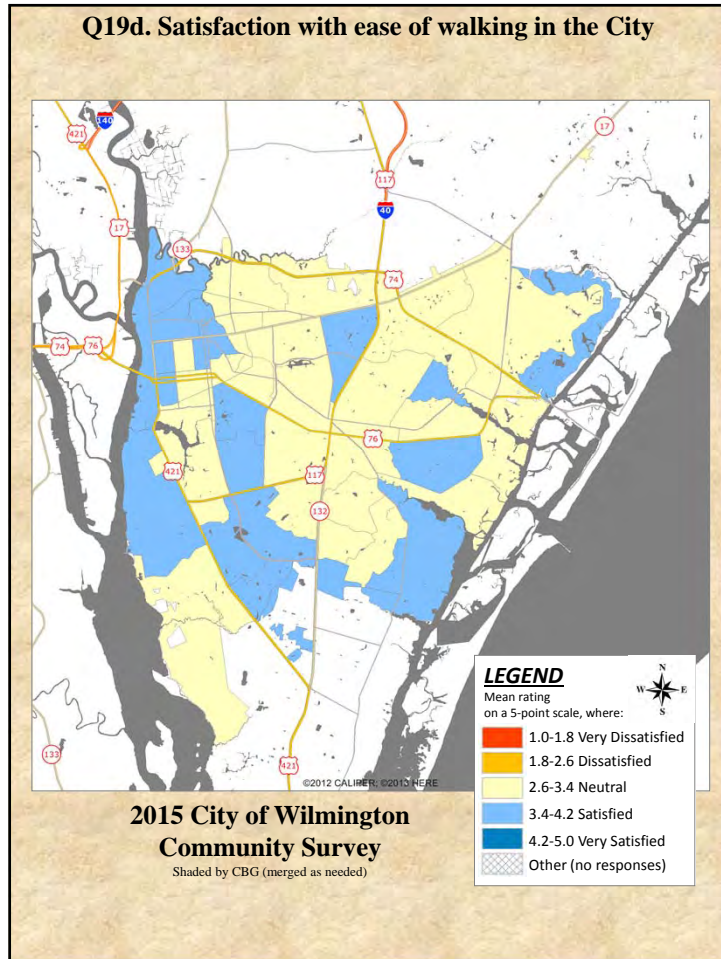 Q19d. Satisfaction with ease of walking in the City
140
421
17
117
17
40
133
74
74
76
76
421
117
132
133
421
LEGEND
Mean rating
on a 5-point scale, where:
N
W E
S
1.0-1.8 Very Dissatisfied
1.8-2.6 Dissatisfied
2.6-3.4 Neutral
3.4-4.2 Satisfied
4.2-5.0 Very Satisfied
Other (no responses)
©2012 CALIPER; ©2013 HERE
2015 City of Wilmington
Community Survey
Shaded by CBG (merged as needed)